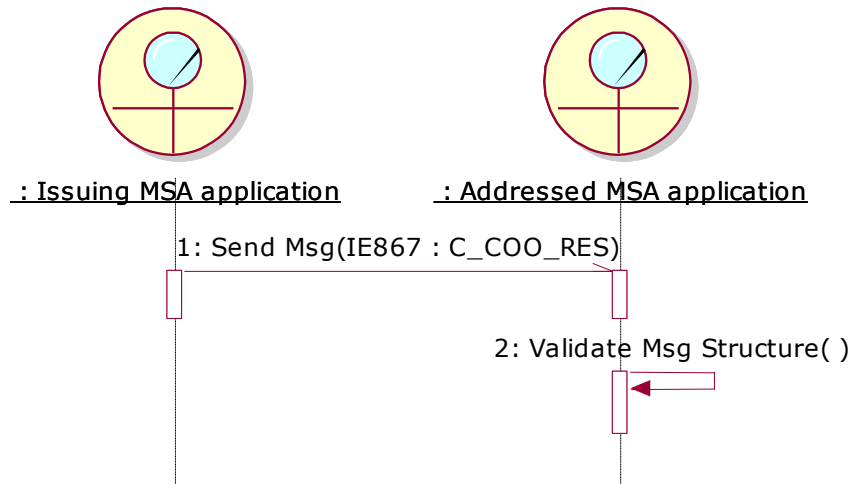 : Issuing MSA application
: Addressed MSA application
1: Send Msg(IE867 : C_COO_RES)
2: Validate Msg Structure( )